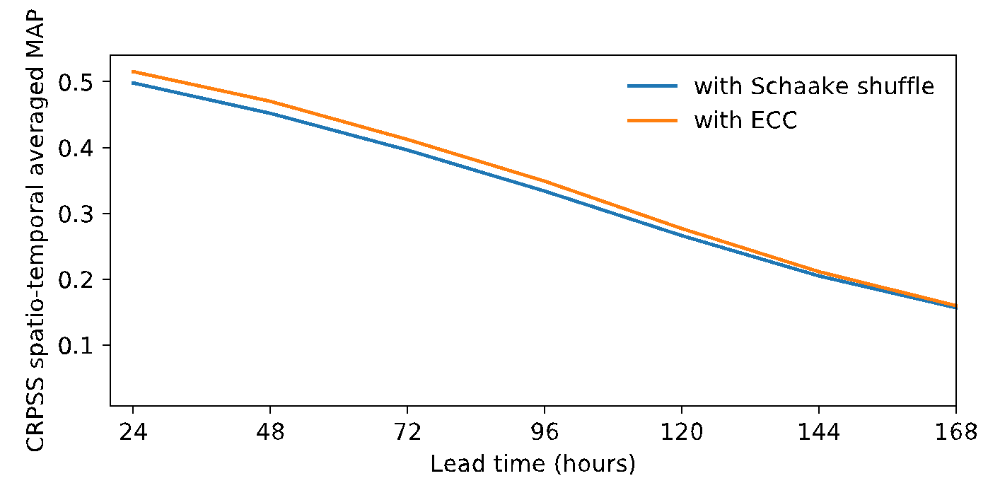 CRPSS spatio-temporal averaged MAP
0.5
0.4
0.3
0.2
0.1
with Schaake shuffle
with ECC
24 48 72 96 120 144 168
Lead time (hours)